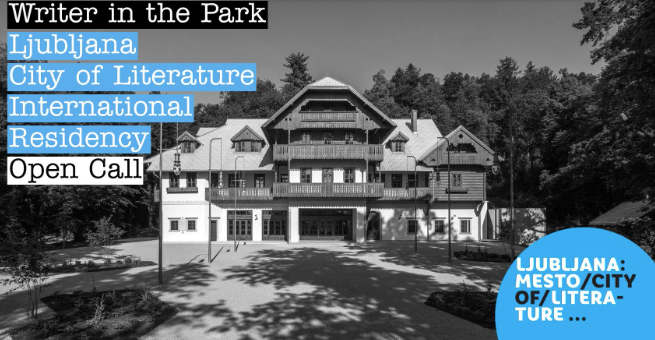 Writer in the Park
Ljubljana
City of Literature
International
Residency
Open Call
LJUBLJANA:
MESTO/CITY
OF/LITERA-
TURE ...